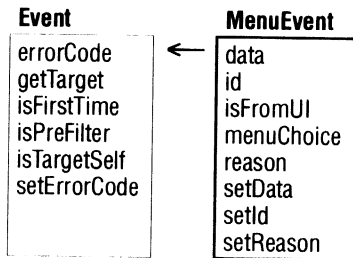 Event
errorCode
getTarget
isFirstTime
isPreFilter
isTargetSelf
setErrorCode
MenuEvent
data
id
isFromUI
menuChoice
reason
setData
setId
setReason